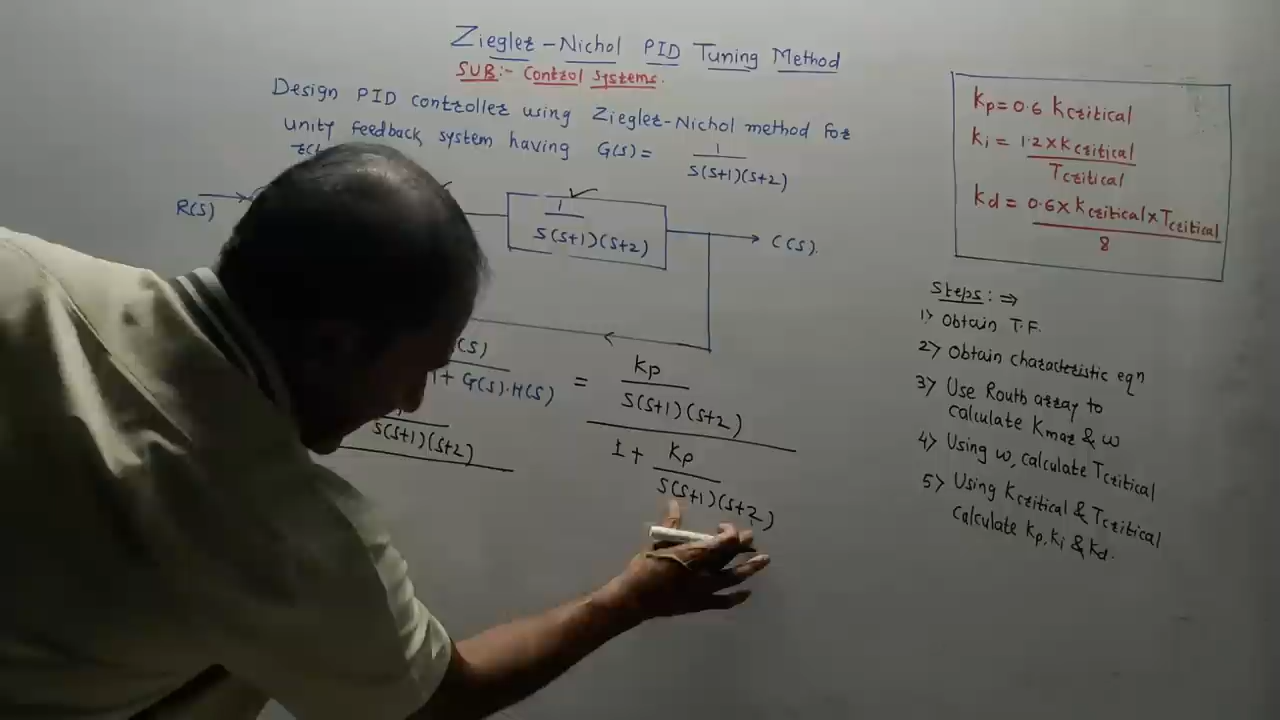 Ziegler-Nichol PID Tuning Method
SUB:- Control Systems.
Design PID controller using Ziegler-Nichol method for
unity feedback system having G(s) = 1 / s(s+1)(s+2)
R(s)
1 / s(s+1)(s+2)
C(s).
1 + G(s).H(s)
=
Kp / s(s+1)(s+2)
1 + Kp / s(s+1)(s+2)
s(s+1)(s+2)
Kp = 0.6 Kcritical
Ki = 1.2 x Kcritical / Tcritical
Kd = 0.6 x Kcritical x Tcritical / 8
Steps: ⇒
1) Obtain T.F.
2) Obtain characteristic eqn
3) Use Routh array to
calculate Kmar & ω
4) Using ω, calculate Tcritical
5) Using Kcritical & Tcritical
calculate Kp, Ki & Kd.